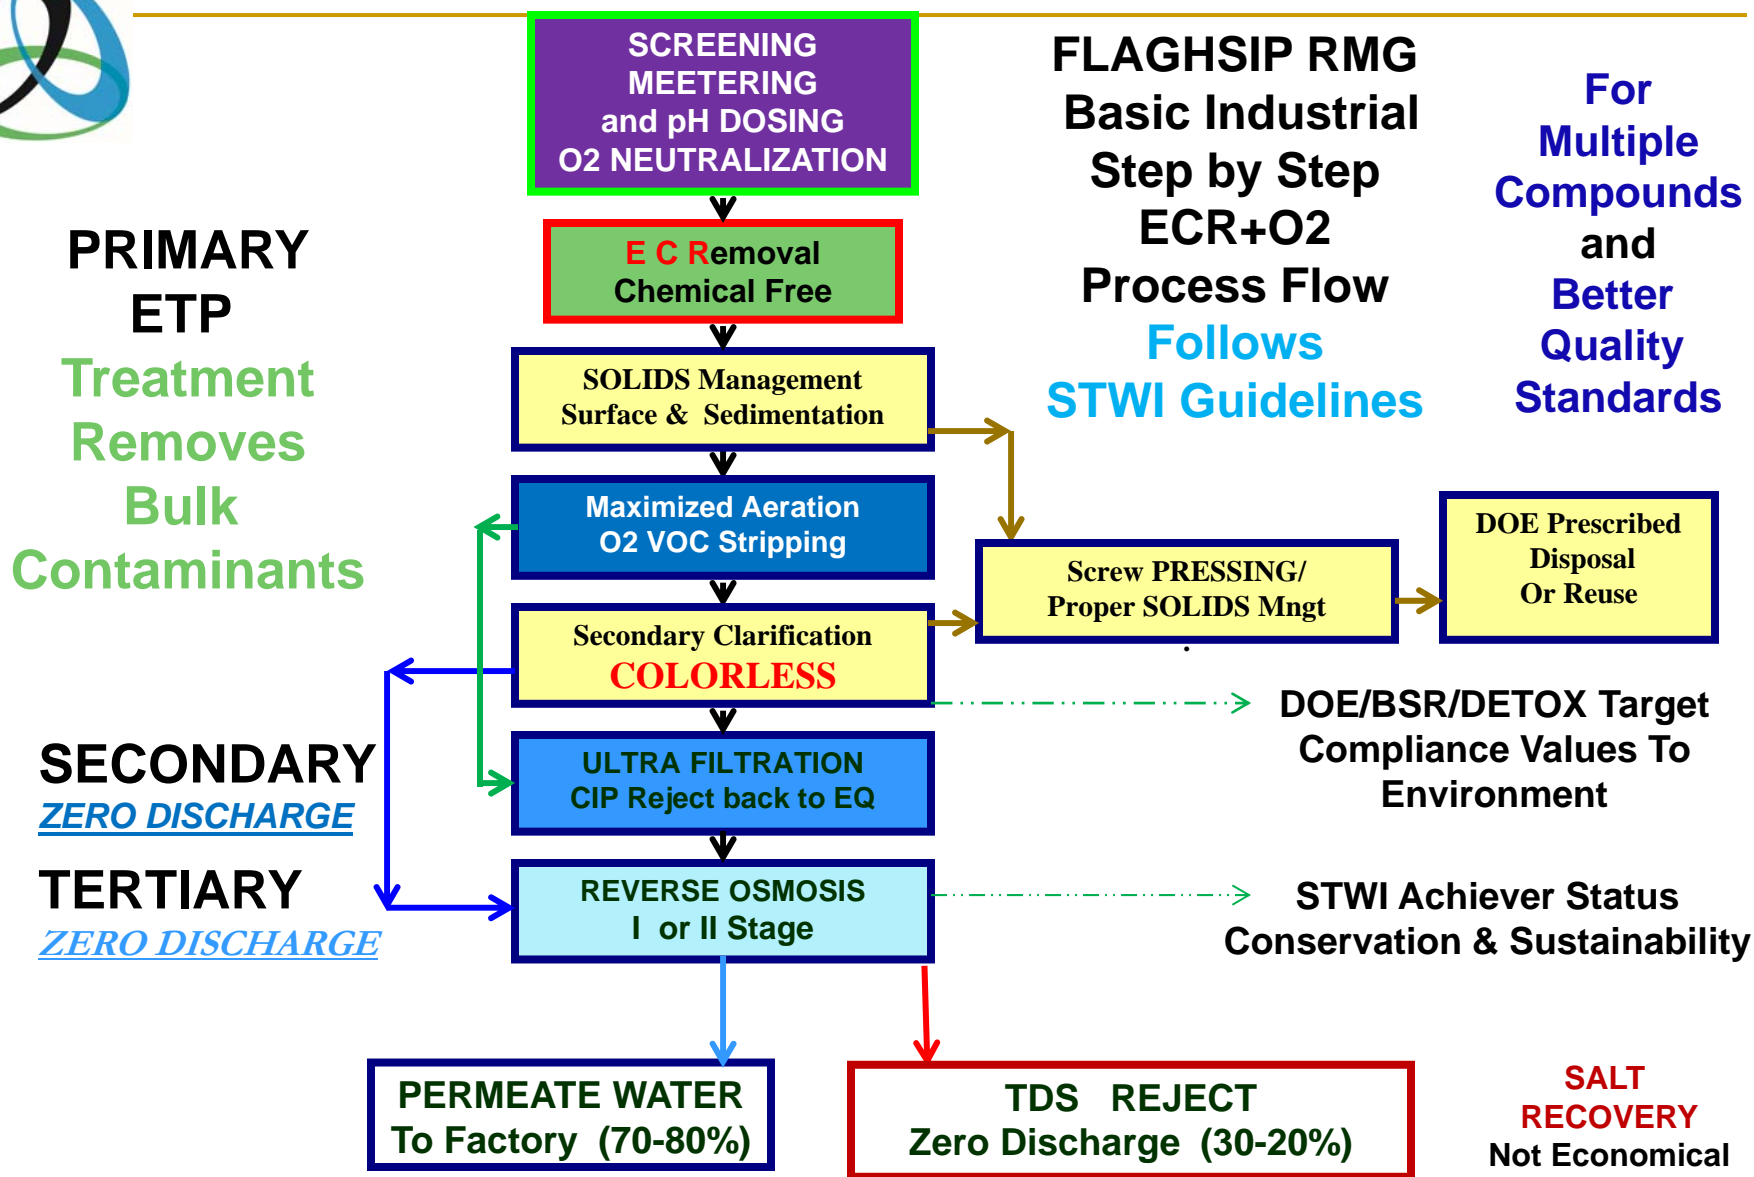 SCREENING
MEETERING
and pH DOSING
O2 NEUTRALIZATION
FLAGHSIP RMG
Basic Industrial
Step by Step
ECR+O2
Process Flow
Follows
STWI Guidelines
For
Multiple
Compounds
and
Better
Quality
Standards
PRIMARY
ETP
Treatment
Removes
Bulk
Contaminants
E C Removal
Chemical Free
SOLIDS Management
Surface & Sedimentation
Maximized Aeration
O2 VOC Stripping
Screw PRESSING/
Proper SOLIDS Mngt
.
DOE Prescribed
Disposal
Or Reuse
Secondary Clarification
COLORLESS
DOE/BSR/DETOX Target
Compliance Values To
Environment
SECONDARY
ZERO DISCHARGE
ULTRA FILTRATION
CIP Reject back to EQ
TERTIARY
ZERO DISCHARGE
REVERSE OSMOSIS
I or II Stage
STWI Achiever Status
Conservation & Sustainability
PERMEATE WATER
To Factory (70-80%)
TDS REJECT
Zero Discharge (30-20%)
SALT
RECOVERY
Not Economical